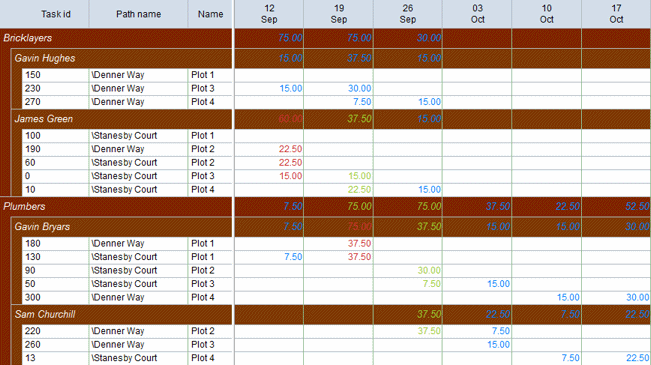 Task id Path name Name 12 Sep 19 Sep 26 Sep 03 Oct 10 Oct 17 Oct
Bricklayers 75.00 75.00 30.00
Gavin Hughes 15.00 37.50 15.00
150 \Denner Way Plot 1
230 \Denner Way Plot 3 15.00 30.00
270 \Denner Way Plot 4 7.50 15.00
James Green 60.00 37.50 15.00
100 \Stanesby Court Plot 1
190 \Denner Way Plot 2 22.50
60 \Stanesby Court Plot 2 22.50
0 \Stanesby Court Plot 3 15.00 15.00
10 \Stanesby Court Plot 4 22.50 15.00
Plumbers 7.50 75.00 75.00 37.50 22.50 52.50
Gavin Bryars 7.50 75.00 37.50 15.00 15.00 30.00
180 \Denner Way Plot 1 37.50
130 \Stanesby Court Plot 1 7.50 37.50
90 \Stanesby Court Plot 2 30.00
50 \Stanesby Court Plot 3 7.50 15.00
300 \Denner Way Plot 4 15.00 30.00
Sam Churchill 37.50 22.50 7.50 22.50
220 \Denner Way Plot 2 37.50 7.50
260 \Denner Way Plot 3 15.00
13 \Stanesby Court Plot 4 7.50 22.50